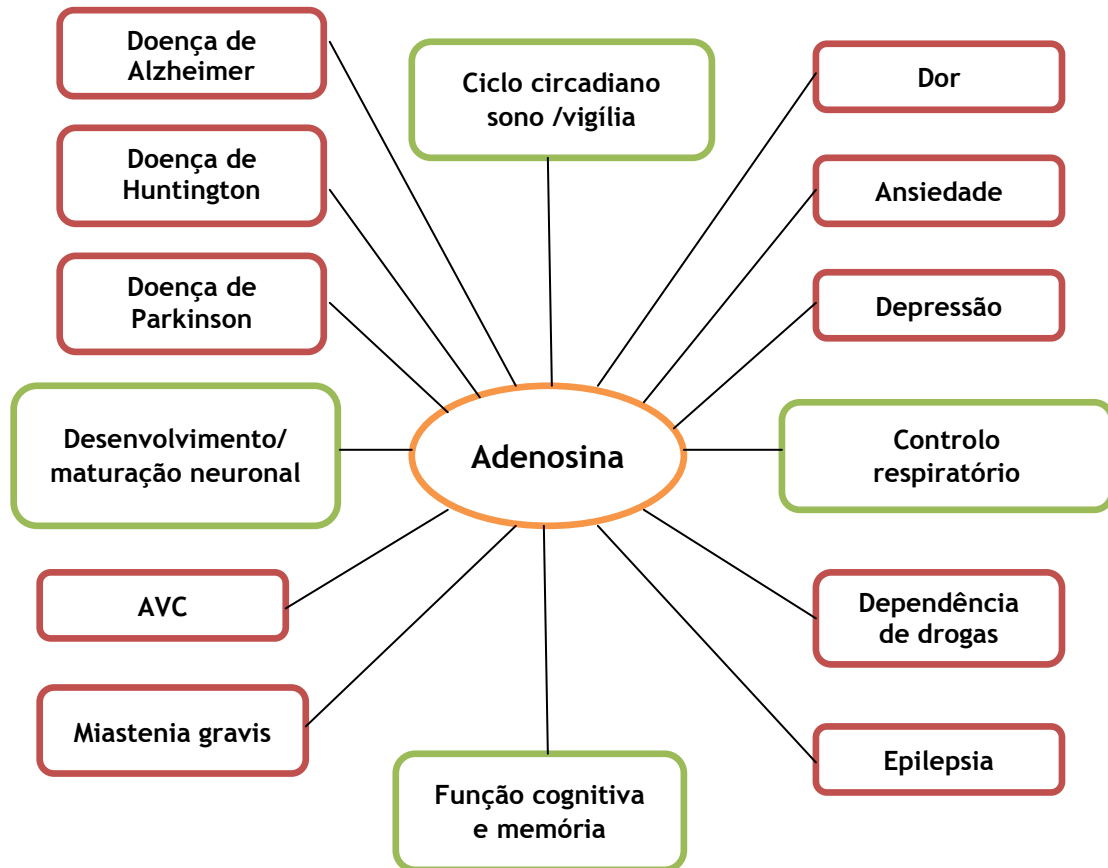 Doença de
Alzheimer
Ciclo circadiano
sono /vigília
Dor
Doença de
Huntington
Ansiedade
Doença de
Parkinson
Depressão
Desenvolvimento/
maturação neuronal
Adenosina
Controlo
respiratório
AVC
Dependência
de drogas
Miastenia gravis
Função cognitiva
e memória
Epilepsia